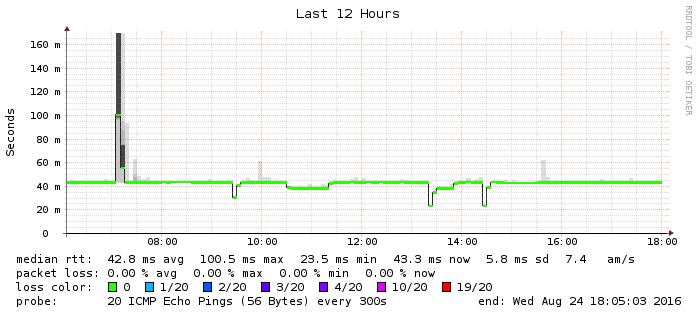 Last 12 Hours
RRDTOOL / TOBI OETIKER
Seconds
160 m
140 m
120 m
100 m
80 m
60 m
40 m
20 m
0
08:00 10:00 12:00 14:00 16:00 18:00
median rtt: 42.8 ms avg 100.5 ms max 23.5 ms min 43.3 ms now 5.8 ms sd 7.4 am/s
packet loss: 0.00 % avg 0.00 % max 0.00 % min 0.00 % now
loss color: 0 1/20 2/20 3/20 4/20 10/20 19/20
probe: 20 ICMP Echo Pings (56 Bytes) every 300s end: Wed Aug 24 18:05:03 2016